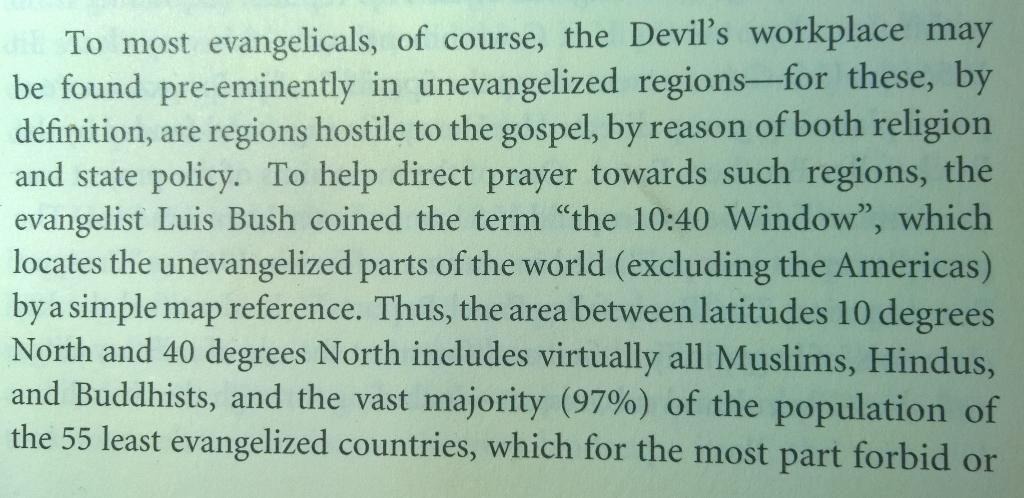 To most evangelicals, of course, the Devil's workplace may
be found pre-eminently in unevangelized regions—for these, by
definition, are regions hostile to the gospel, by reason of both religion
and state policy. To help direct prayer towards such regions, the
evangelist Luis Bush coined the term “the 10:40 Window”, which
locates the unevangelized parts of the world (excluding the Americas)
by a simple map reference. Thus, the area between latitudes 10 degrees
North and 40 degrees North includes virtually all Muslims, Hindus,
and Buddhists, and the vast majority (97%) of the population of
the 55 least evangelized countries, which for the most part forbid or